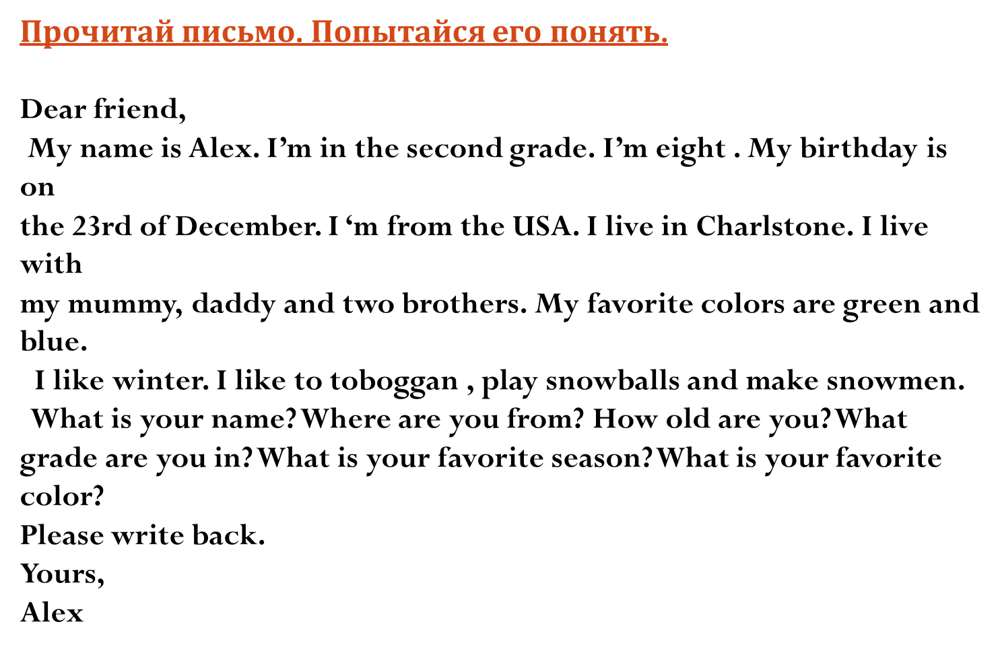 Прочитай письмо. Попытайся его понять.
Dear friend,
My name is Alex. I’m in the second grade. I’m eight . My birthday is
on
the 23rd of December. I ‘m from the USA. I live in Charlstone. I live
with
my mummy, daddy and two brothers. My favorite colors are green and
blue.
I like winter. I like to toboggan , play snowballs and make snowmen.
What is your name? Where are you from? How old are you? What
grade are you in? What is your favorite season? What is your favorite
color?
Please write back.
Yours,
Alex